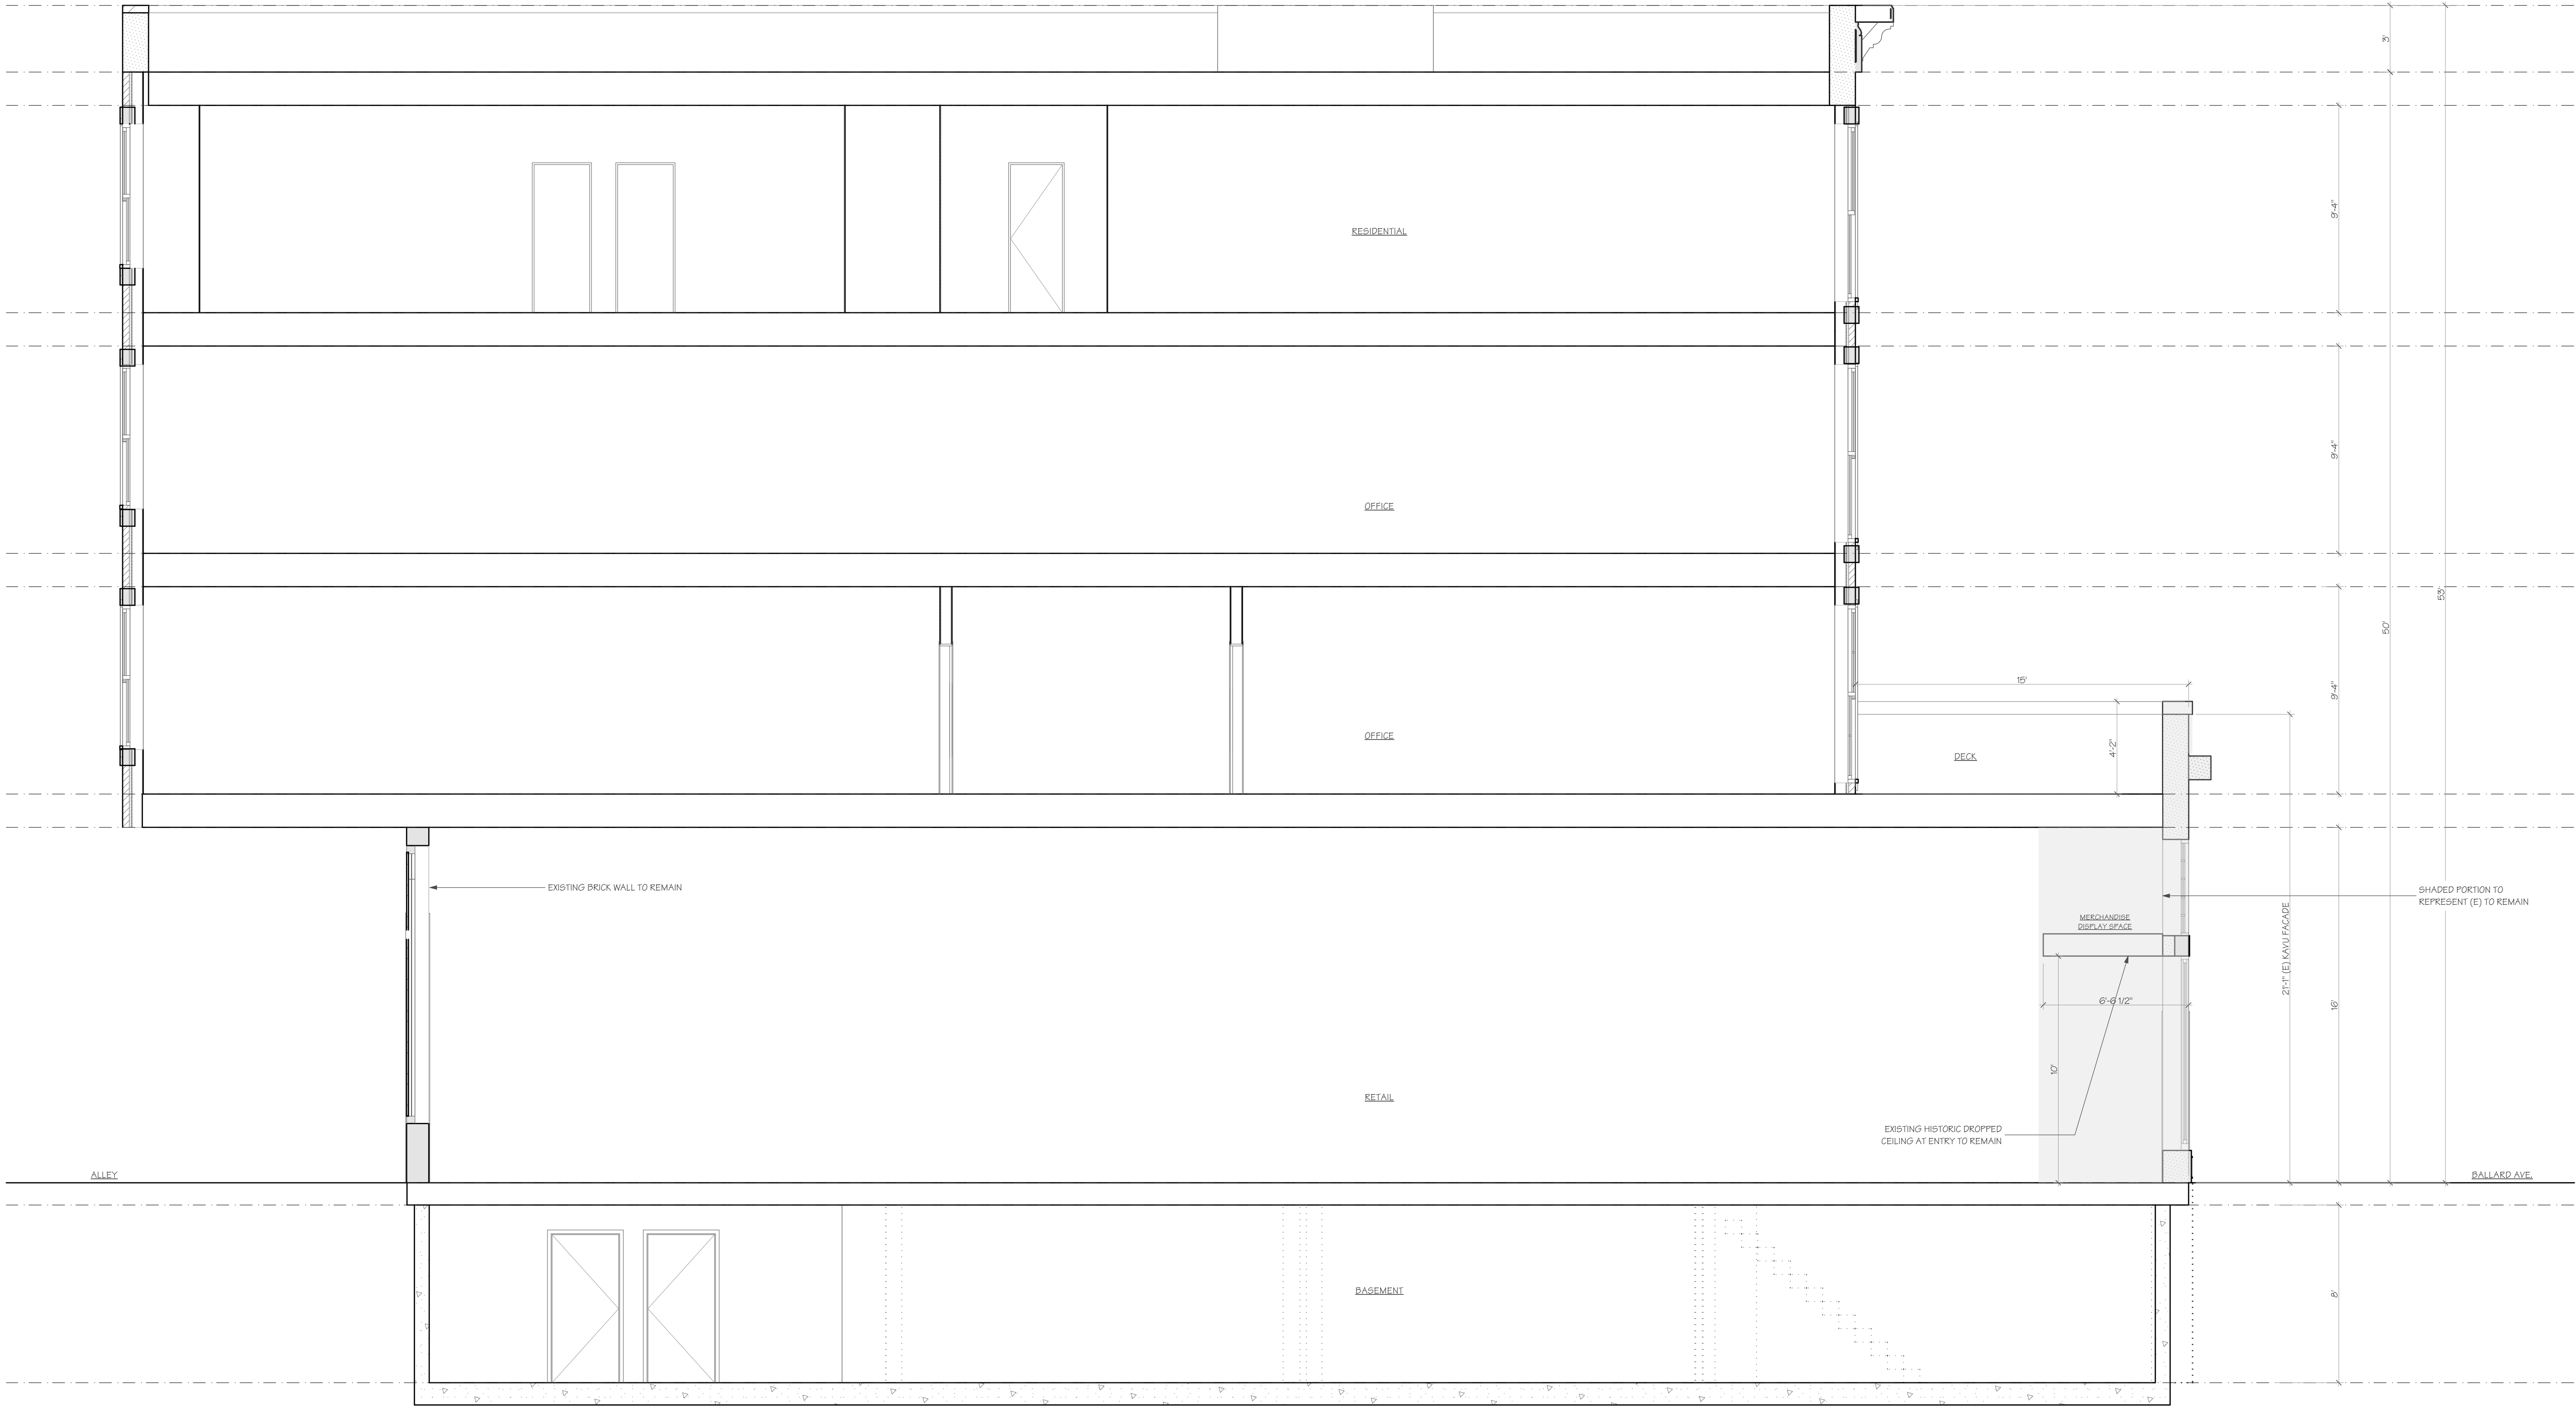 3'
9'-4"
RESIDENTIAL
9'-4"
OFFICE
53'
50'
15'
9'-4"
OFFICE
4'-2"
DECK
EXISTING BRICK WALL TO REMAIN
SHADED PORTION TO
REPRESENT (E) TO REMAIN
MERCHANDISE
DISPLAY SPACE
21'-1" (E) KAVU FACADE
6'-6 1/2"
16'
10'
RETAIL
EXISTING HISTORIC DROPPED
CEILING AT ENTRY TO REMAIN
ALLEY
BALLARD AVE.
BASEMENT
8'